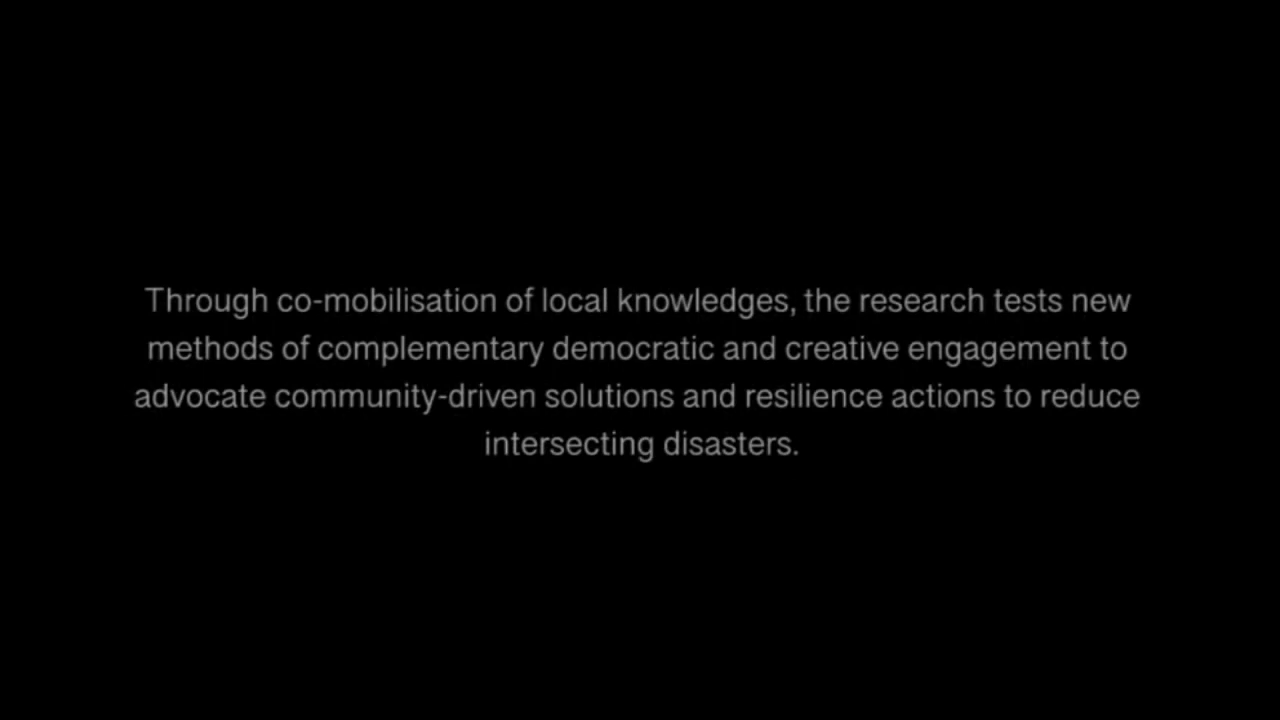 Through co-mobilisation of local knowledges, the research tests new
methods of complementary democratic and creative engagement to
advocate community-driven solutions and resilience actions to reduce
intersecting disasters.